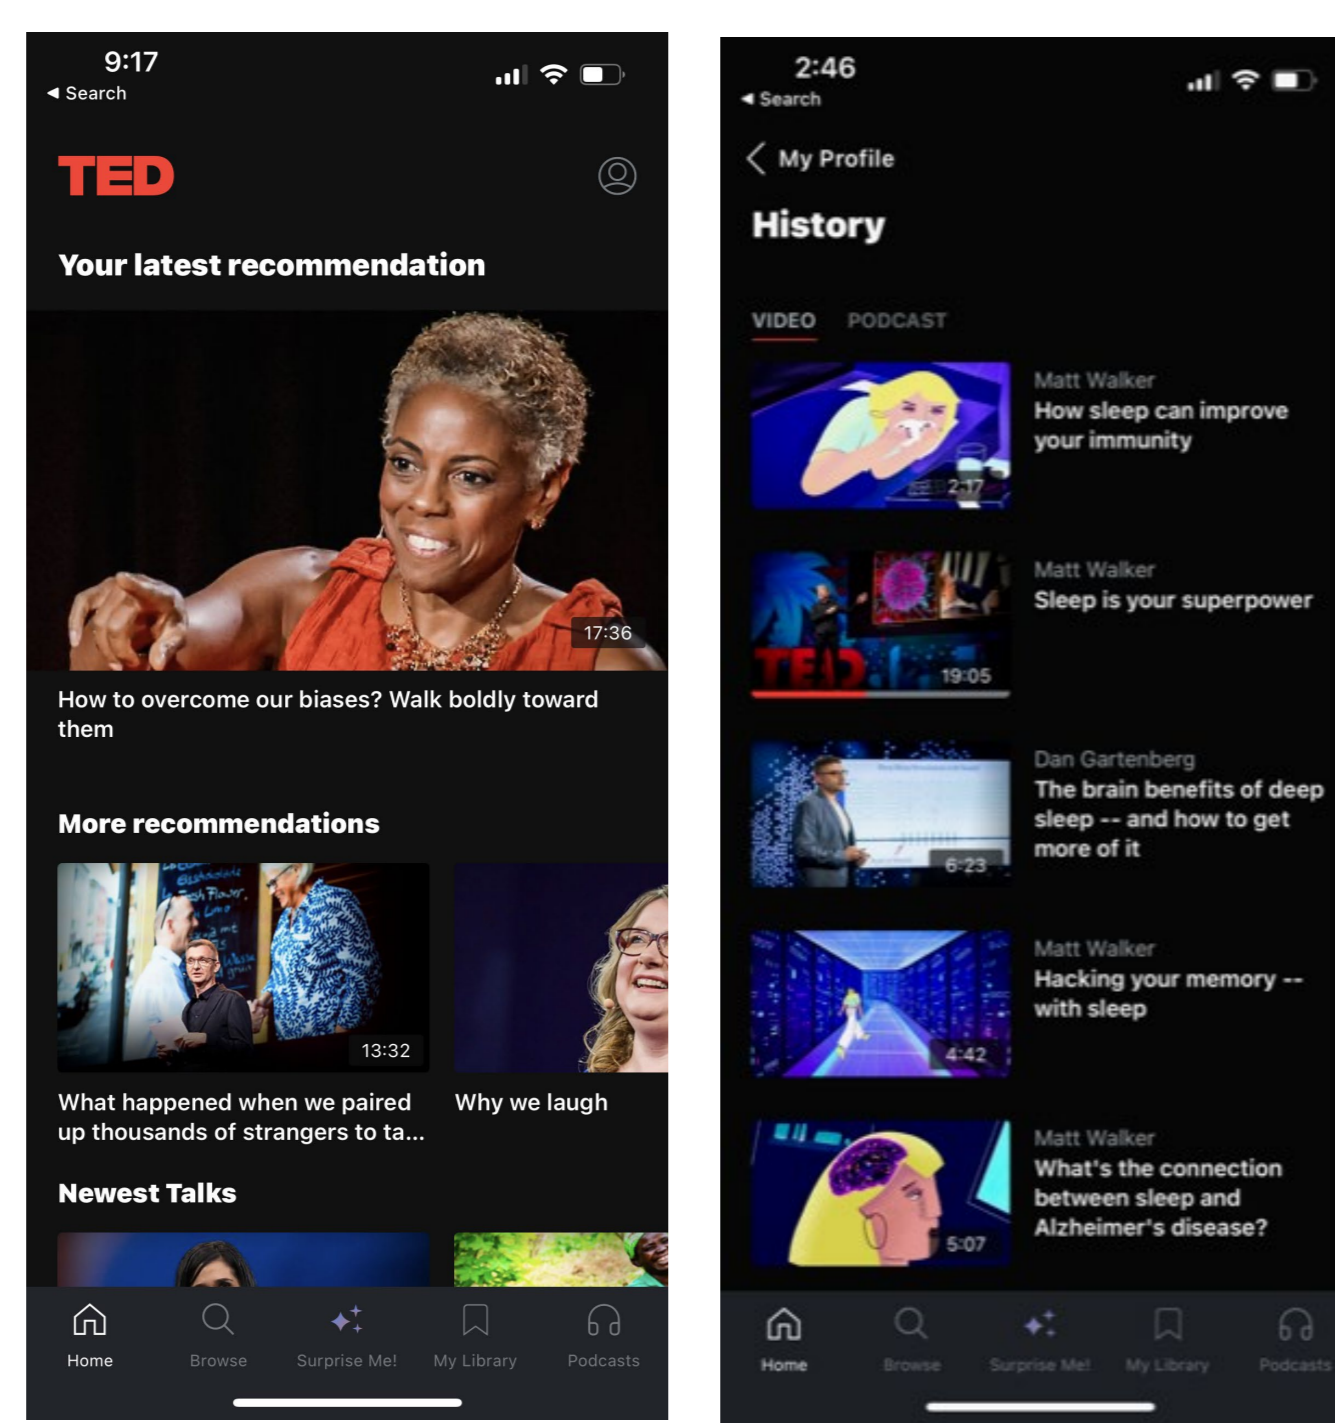 9:17
◀ Search
TED
Your latest recommendation
17:36
How to overcome our biases? Walk boldly toward
them
More recommendations
13:32
What happened when we paired
up thousands of strangers to ta...
Why we laugh
Newest Talks
Home
Browse
Surprise Me!
My Library
Podcasts
2:46
◀ Search
My Profile
History
VIDEO
PODCAST
2:17
Matt Walker
How sleep can improve
your immunity
TED
19:05
Matt Walker
Sleep is your superpower
6:23
Dan Gartenberg
The brain benefits of deep
sleep -- and how to get
more of it
4:42
Matt Walker
Hacking your memory --
with sleep
5:07
Matt Walker
What's the connection
between sleep and
Alzheimer's disease?
Home
Browse
Surprise Me!
My Library
Podcasts